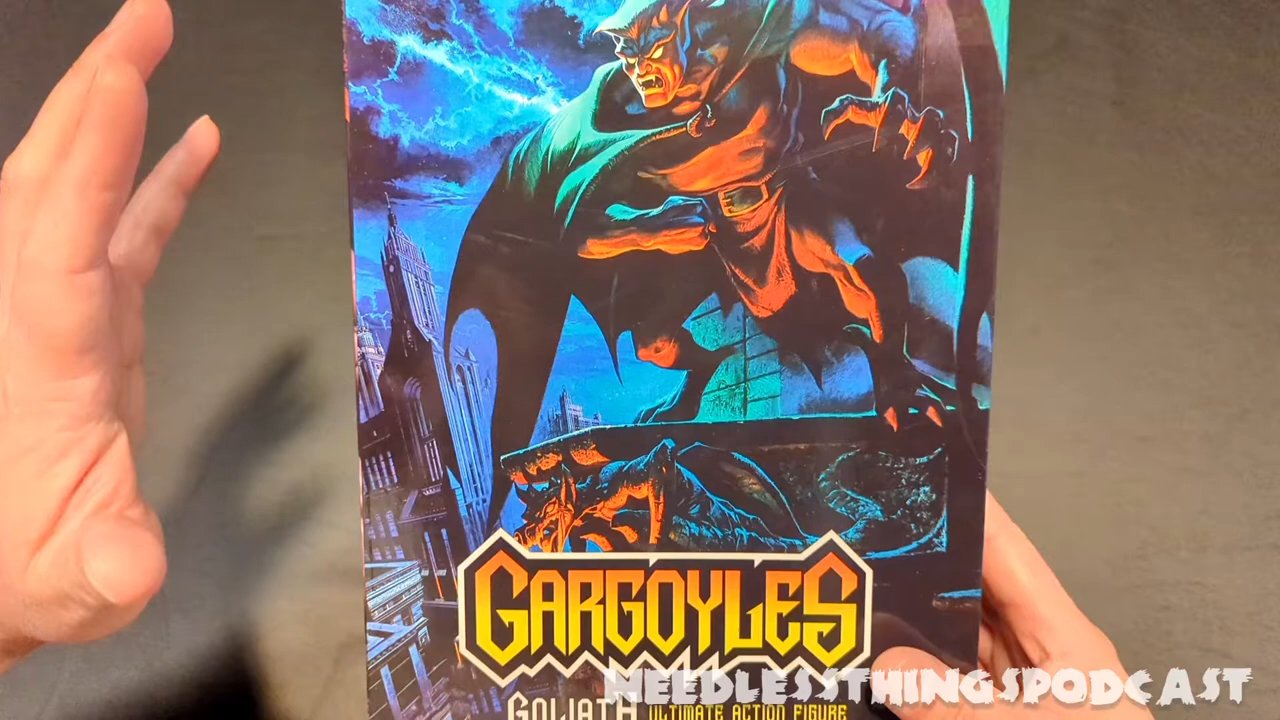 GARGOYLES
NEEDLESSTHINGSPODCAST
GOLIATH ULTIMATE ACTION FIGURE